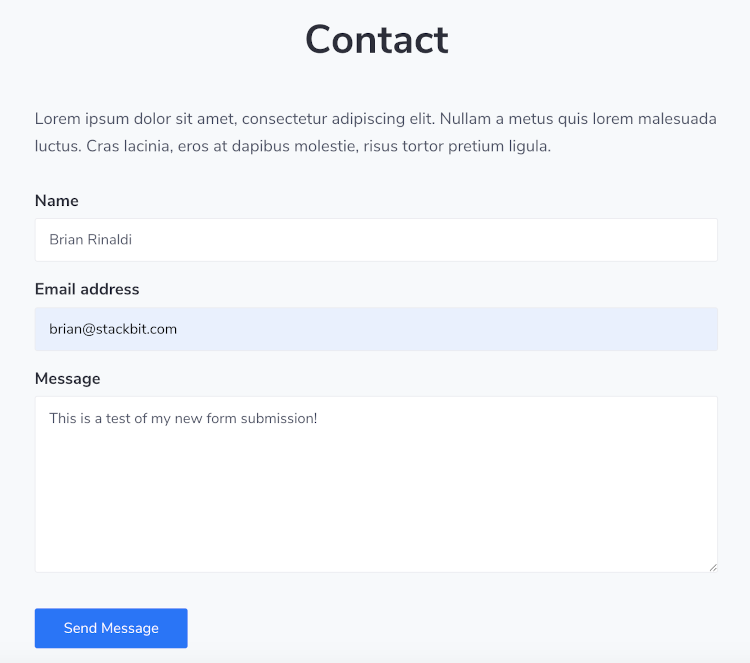 Contact
Lorem ipsum dolor sit amet, consectetur adipiscing elit. Nullam a metus quis lorem malesuada
luctus. Cras lacinia, eros at dapibus molestie, risus tortor pretium ligula.
Name
Brian Rinaldi
Email address
brian@stackbit.com
Message
This is a test of my new form submission!
Send Message